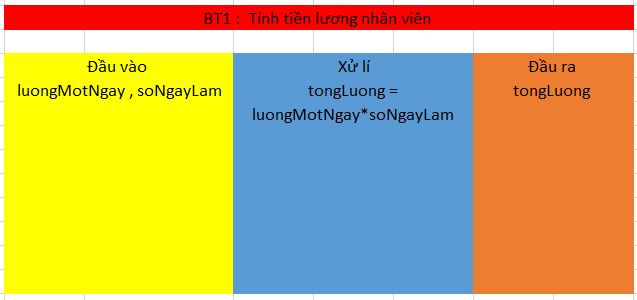 BT1 :  Tính tiền lương nhân viên
Đầu vào
luongMotNgay , soNgayLam
Xử lí
tongLuong =
luongMotNgay*soNgayLam
Đầu ra
tongLuong